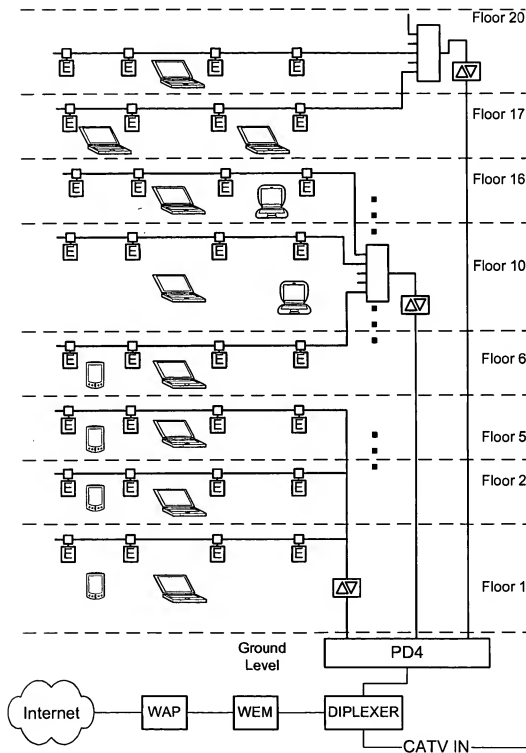 Floor 20
E E E E
Floor 17
E E E E
Floor 16
E E E E
Floor 10
E E E E
Floor 6
E E E E
Floor 5
E E E E
Floor 2
E E E E
Floor 1
E E E E
Ground
Level
PD4
Internet
WAP
WEM
DIPLEXER
CATV IN